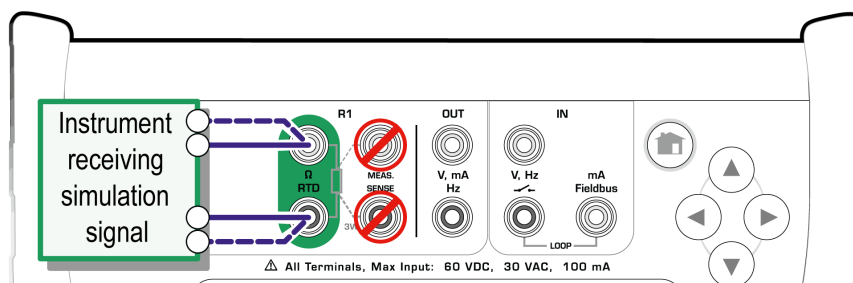 Instrument
receiving
simulation
signal
R1
Ω
RTD
MEAS.
SENSE
3W
OUT
V, mA
Hz
IN
V, Hz
mA
Fieldbus
LOOP
⚠ All Terminals, Max Input: 60 VDC, 30 VAC, 100 mA